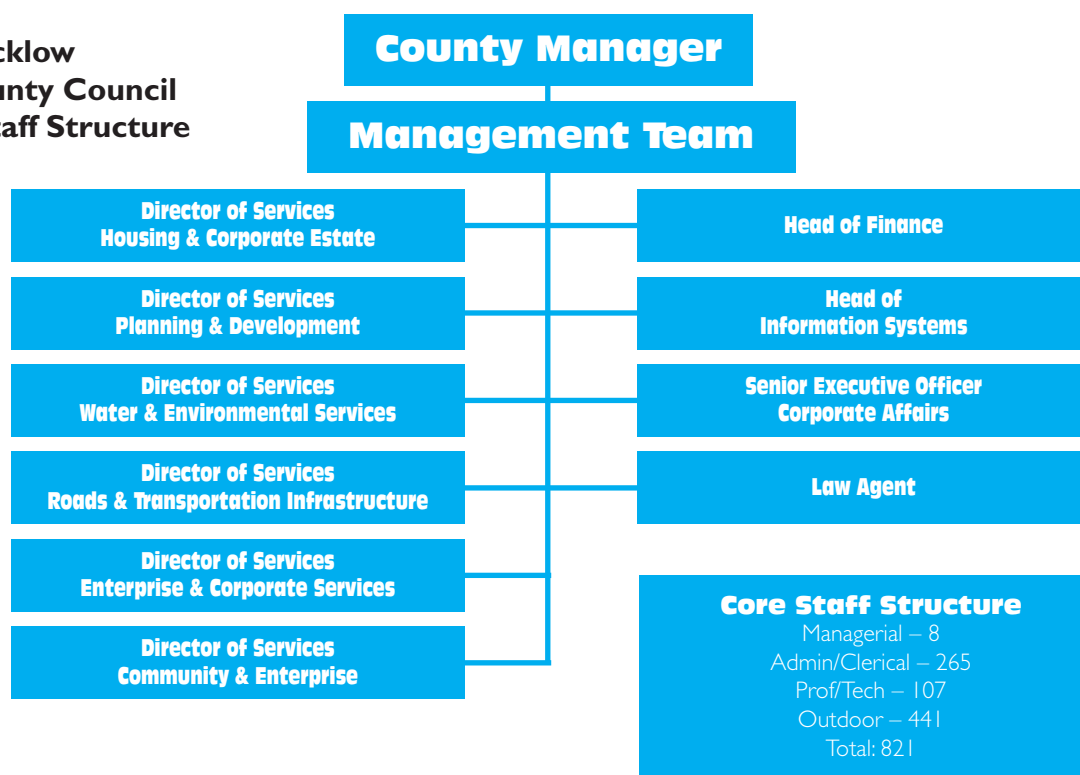 cklow
unty Council
taff Structure
County Manager
Management Team
Director of Services
Housing & Corporate Estate
Head of Finance
Director of Services
Planning & Development
Head of
Information Systems
Director of Services
Water & Environmental Services
Senior Executive Officer
Corporate Affairs
Director of Services
Roads & Transportation Infrastructure
Law Agent
Director of Services
Enterprise & Corporate Services
Director of Services
Community & Enterprise
Core Staff Structure
Managerial – 8
Admin/Clerical – 265
Prof/Tech – 107
Outdoor – 441
Total: 821